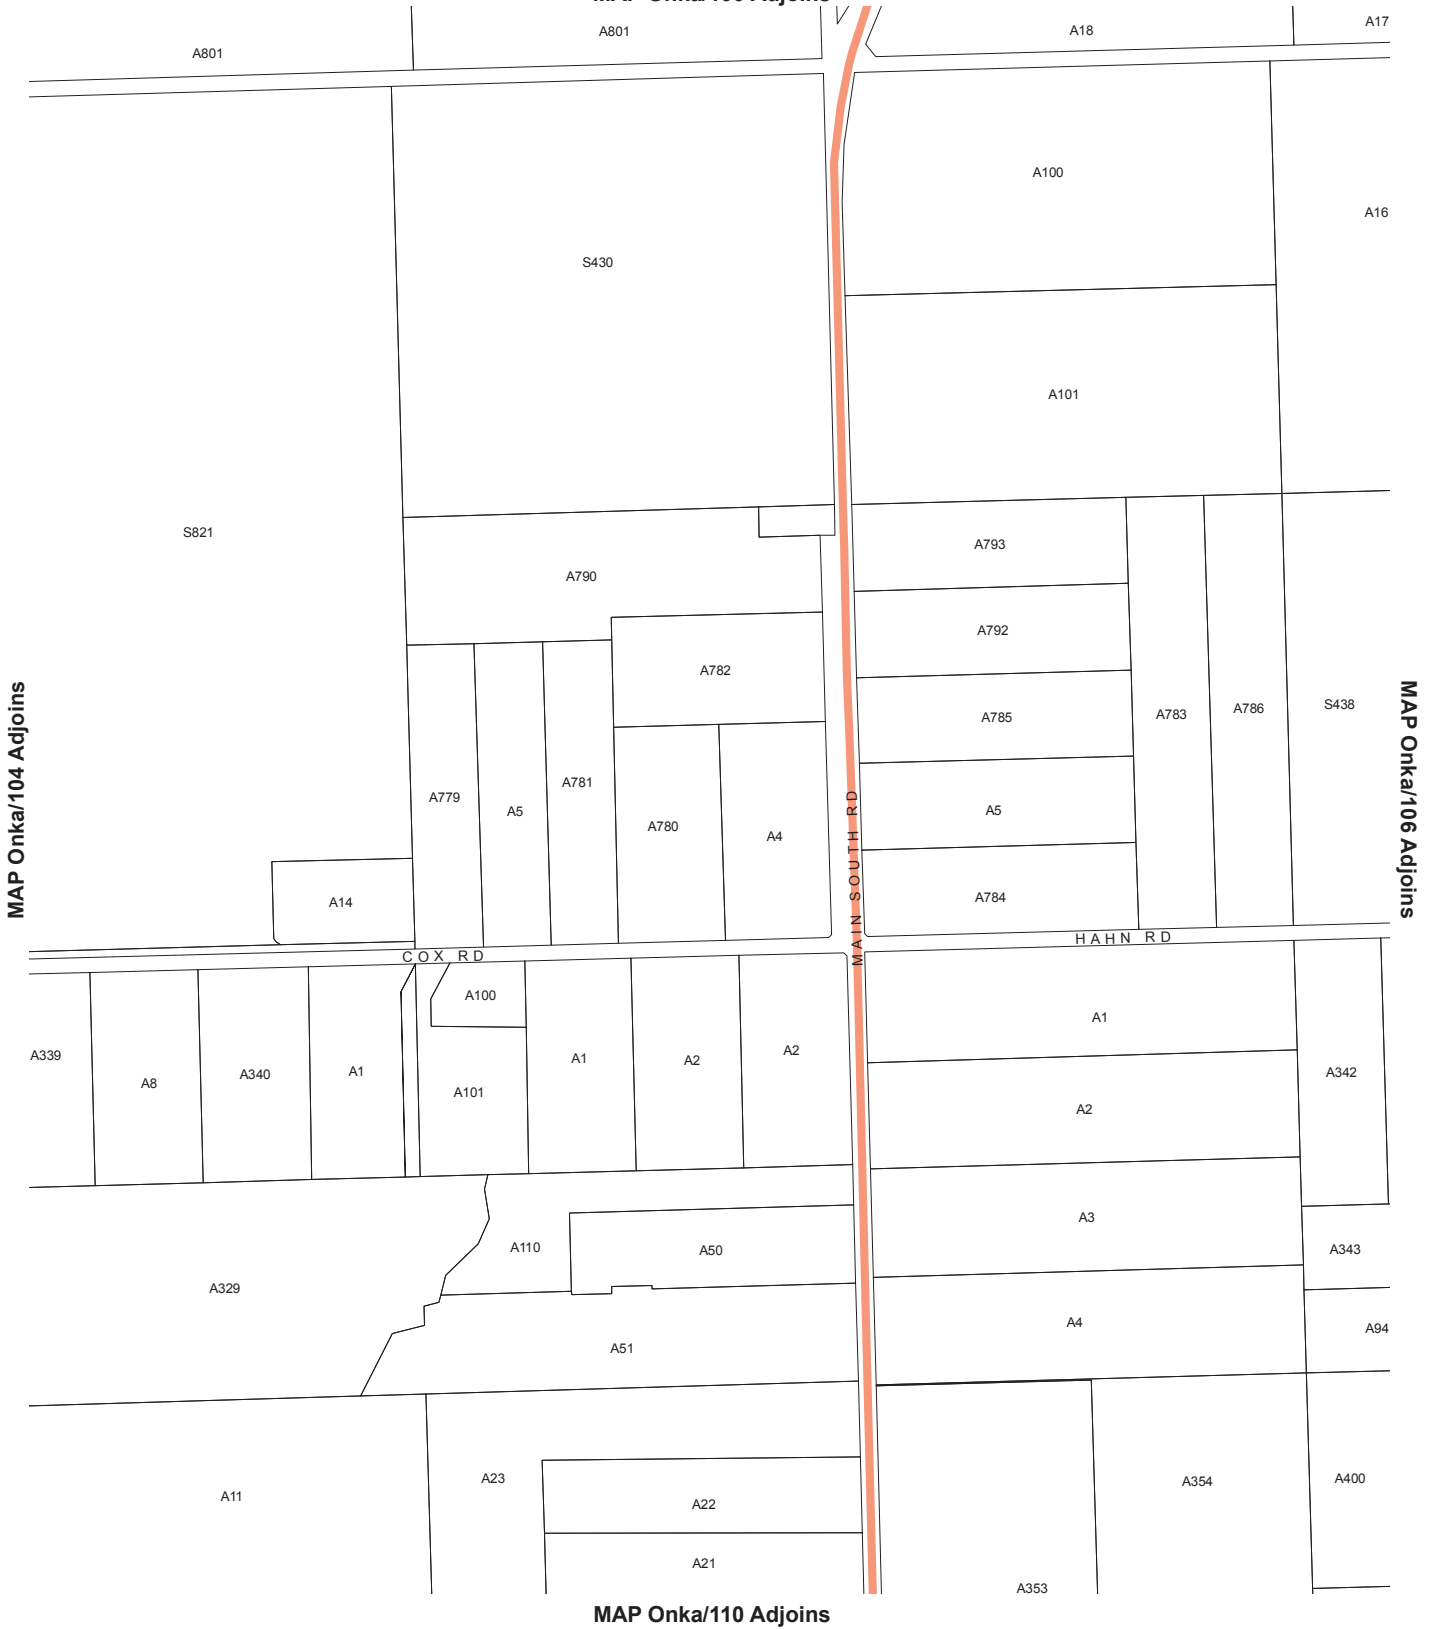 A801
A801
A18
A17
A100
A16
S430
A101
S821
A793
A790
A792
A782
A785
A783
A786
S438
A779
A5
A781
A780
A4
A5
A14
A784
MAP Onka/104 Adjoins
MAP Onka/106 Adjoins
MAIN SOUTH RD
HAHN RD
COX RD
A339
A8
A340
A1
A100
A101
A1
A2
A2
A1
A342
A2
A3
A110
A50
A343
A329
A4
A94
A51
A11
A23
A22
A354
A400
A21
A353
MAP Onka/110 Adjoins